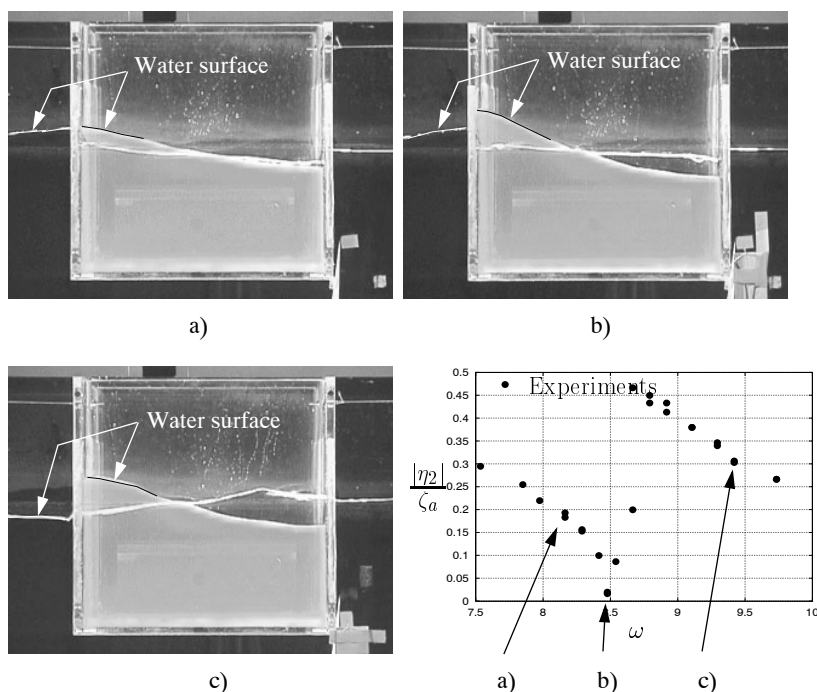 Water surface
Water surface
a)
b)
Water surface
c)
0.5
0.45
0.4
0.35
0.3
0.25
0.2
0.15
0.1
0.05
0
Experiments
|η₂|
ζₐ
7.5 8 8.5 9 9.5 10
ω
a) b) c)